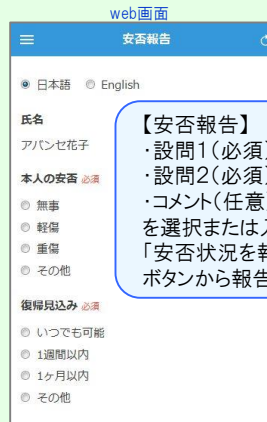 web画面
安否報告
日本語 English
氏名
アパンセ花子
本人の安否 必須
無事
軽傷
重傷
その他
復帰見込み 必須
いつでも可能
1週間以内
1ヶ月以内
その他
【安否報告】
・設問1(必須)
・設問2(必須)
・コメント(任意
を選択または
「安否状況を
ボタンから報告